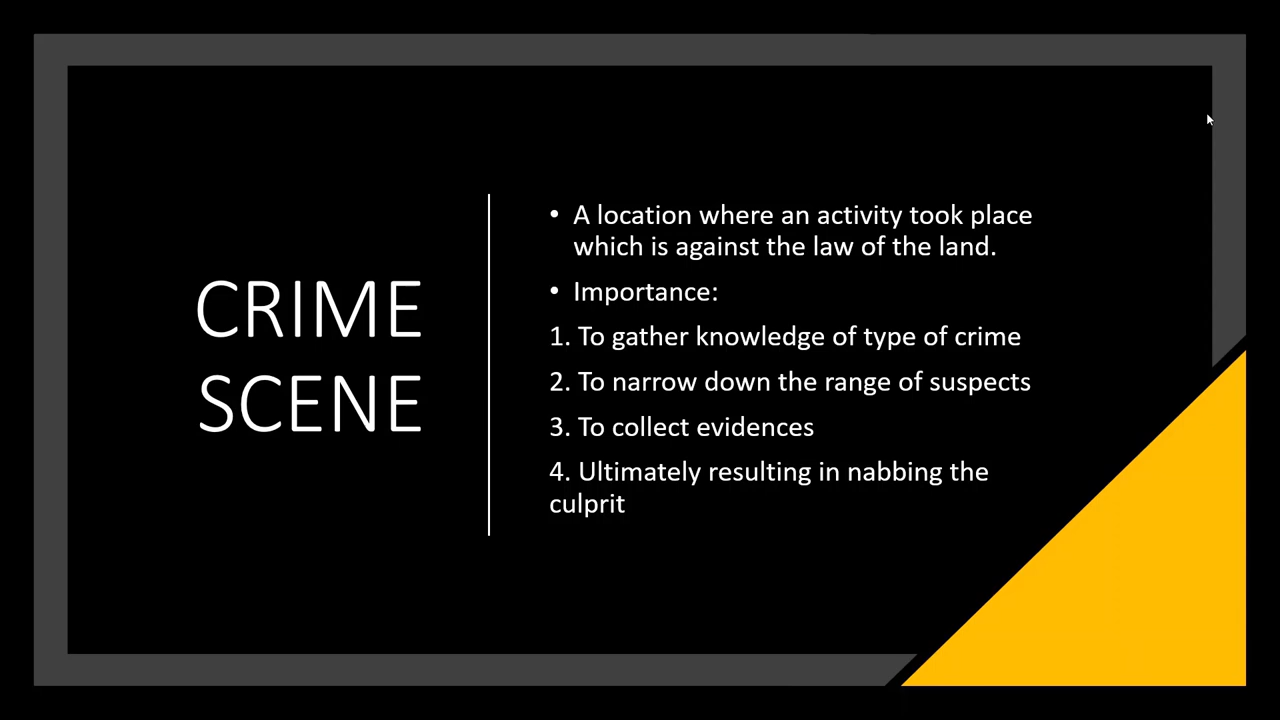 CRIME
SCENE
• A location where an activity took place
which is against the law of the land.
• Importance:
1. To gather knowledge of type of crime
2. To narrow down the range of suspects
3. To collect evidences
4. Ultimately resulting in nabbing the
culprit